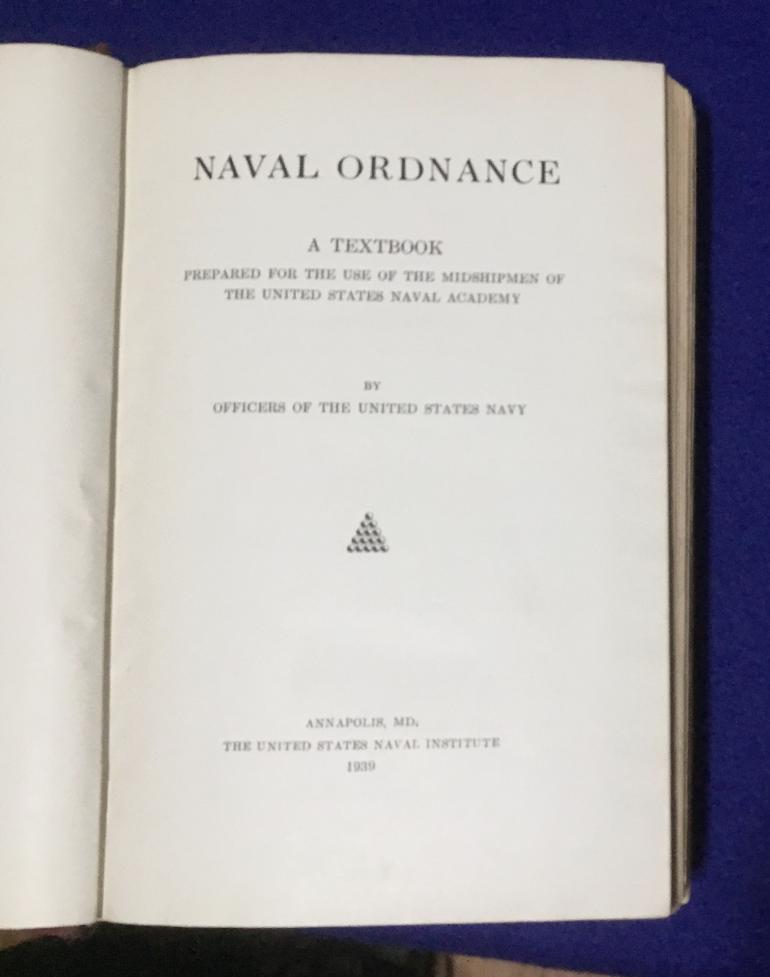 NAVAL ORDNANCE
A TEXTBOOK
PREPARED FOR THE USE OF THE MIDSHIPMEN OF
THE UNITED STATES NAVAL ACADEMY
BY
OFFICERS OF THE UNITED STATES NAVY
ANNAPOLIS, MD.
THE UNITED STATES NAVAL INSTITUTE
1939